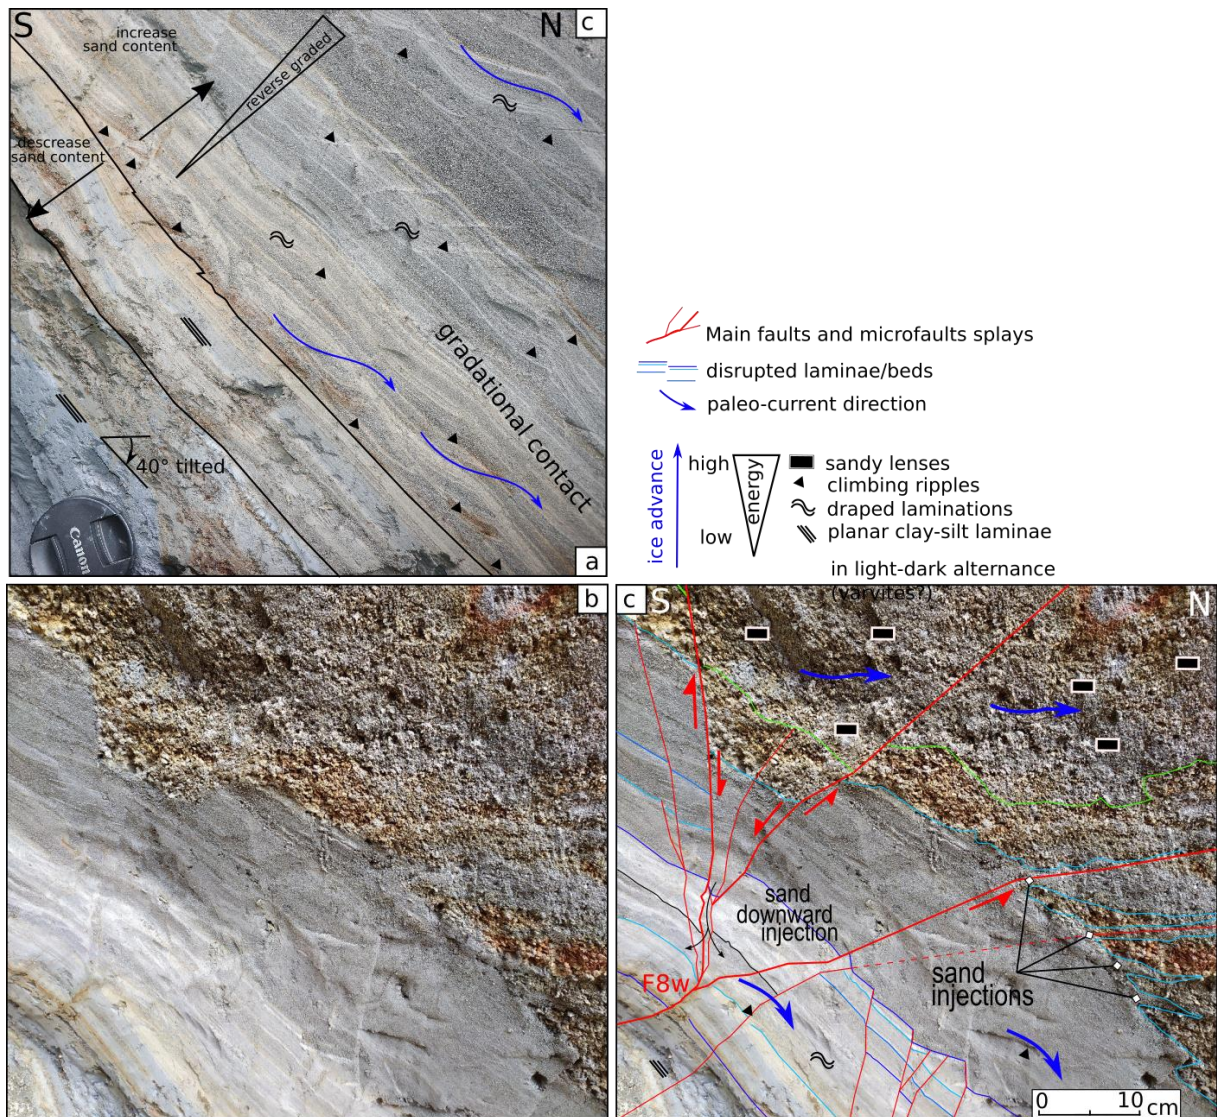 S
N
c
increase
sand content
reverse graded
descrease
sand content
gradational contact
40° tilted
Canon
a
Main faults and microfaults splays
disrupted laminae/beds
paleo-current direction
ice advance
high
low
energy
sandy lenses
climbing ripples
draped laminations
planar clay-silt laminae
in light-dark alternance
(varvites?)
b
c
S
N
sand
downward
injection
F8w
sand
injections
0
10
cm